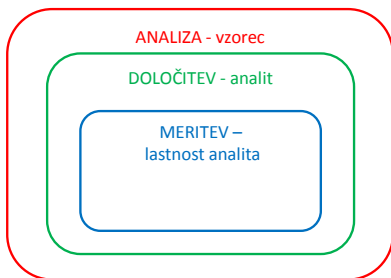 ANALIZA - vzorec
DOLOČITEV - analit
MERITEV –
lastnost analita